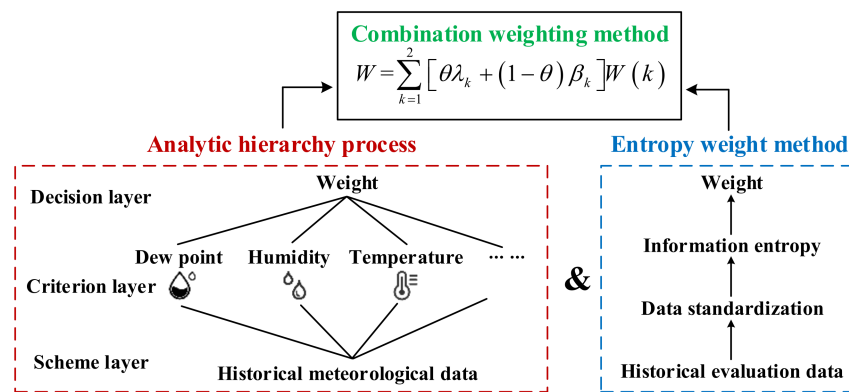 Combination weighting method
W = \sum_{k=1}^{2} [θλ_k + (1−θ) β_k] W (k)
Analytic hierarchy process
Entropy weight method
Decision layer
Weight
Dew point Humidity Temperature ... ...
Criterion layer
Scheme layer
Historical meteorological data
&
Weight
Information entropy
Data standardization
Historical evaluation data